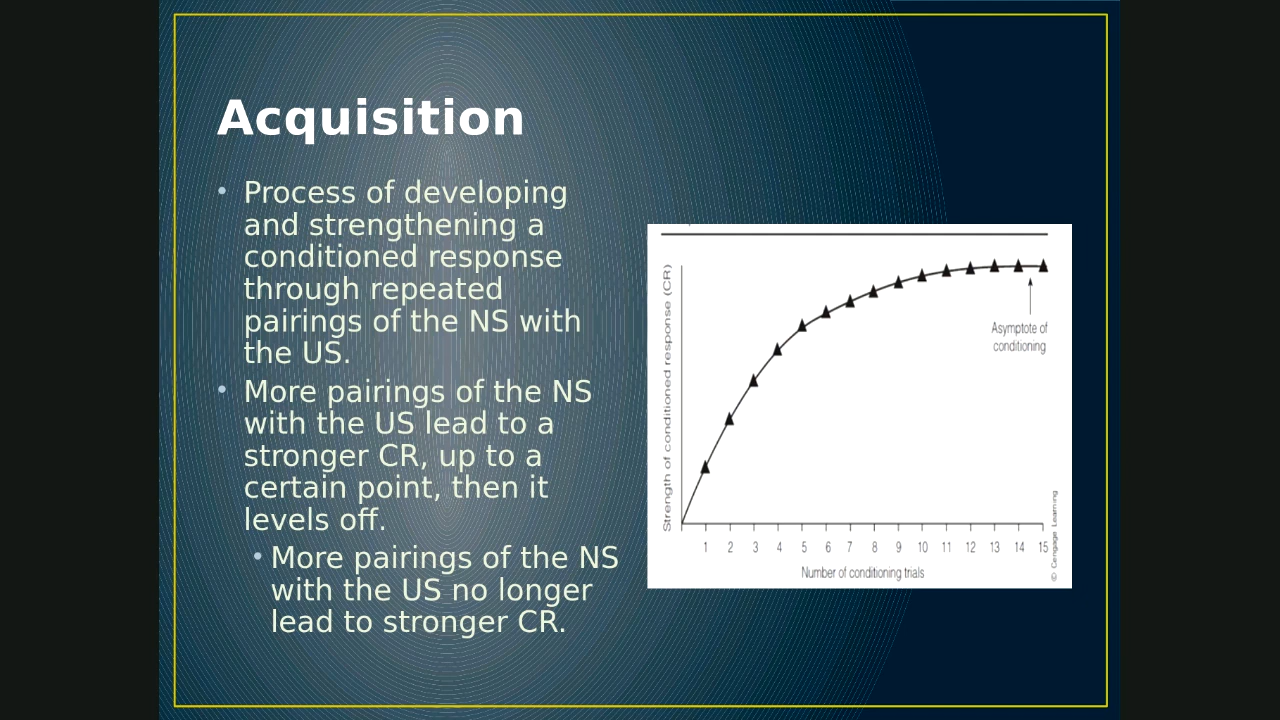 Acquisition
• Process of developing
and strengthening a
conditioned response
through repeated
pairings of the NS with
the US.
• More pairings of the NS
with the US lead to a
stronger CR, up to a
certain point, then it
levels off.
• More pairings of the NS
with the US no longer
lead to stronger CR.
Strength of conditioned response (CR)
Asymptote of
conditioning
1 2 3 4 5 6 7 8 9 10 11 12 13 14 15
Number of conditioning trials
© Cengage Learning